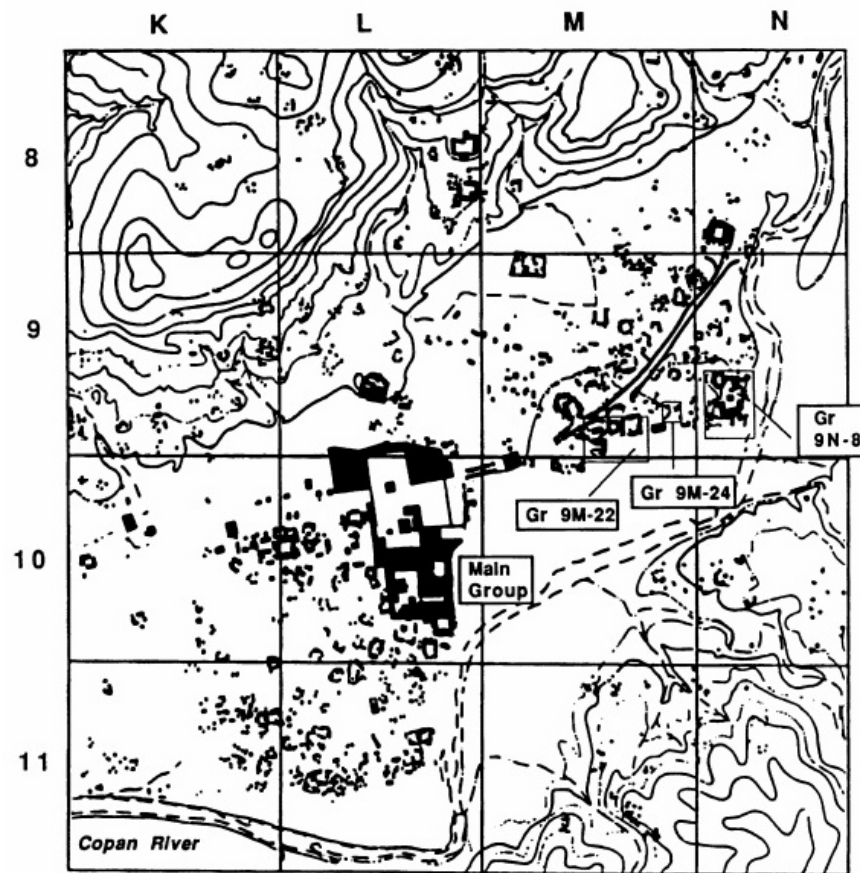 K L M N
8
9
Gr
9N-8
Gr 9M-24
Gr 9M-22
10
Main
Group
11
Copan River